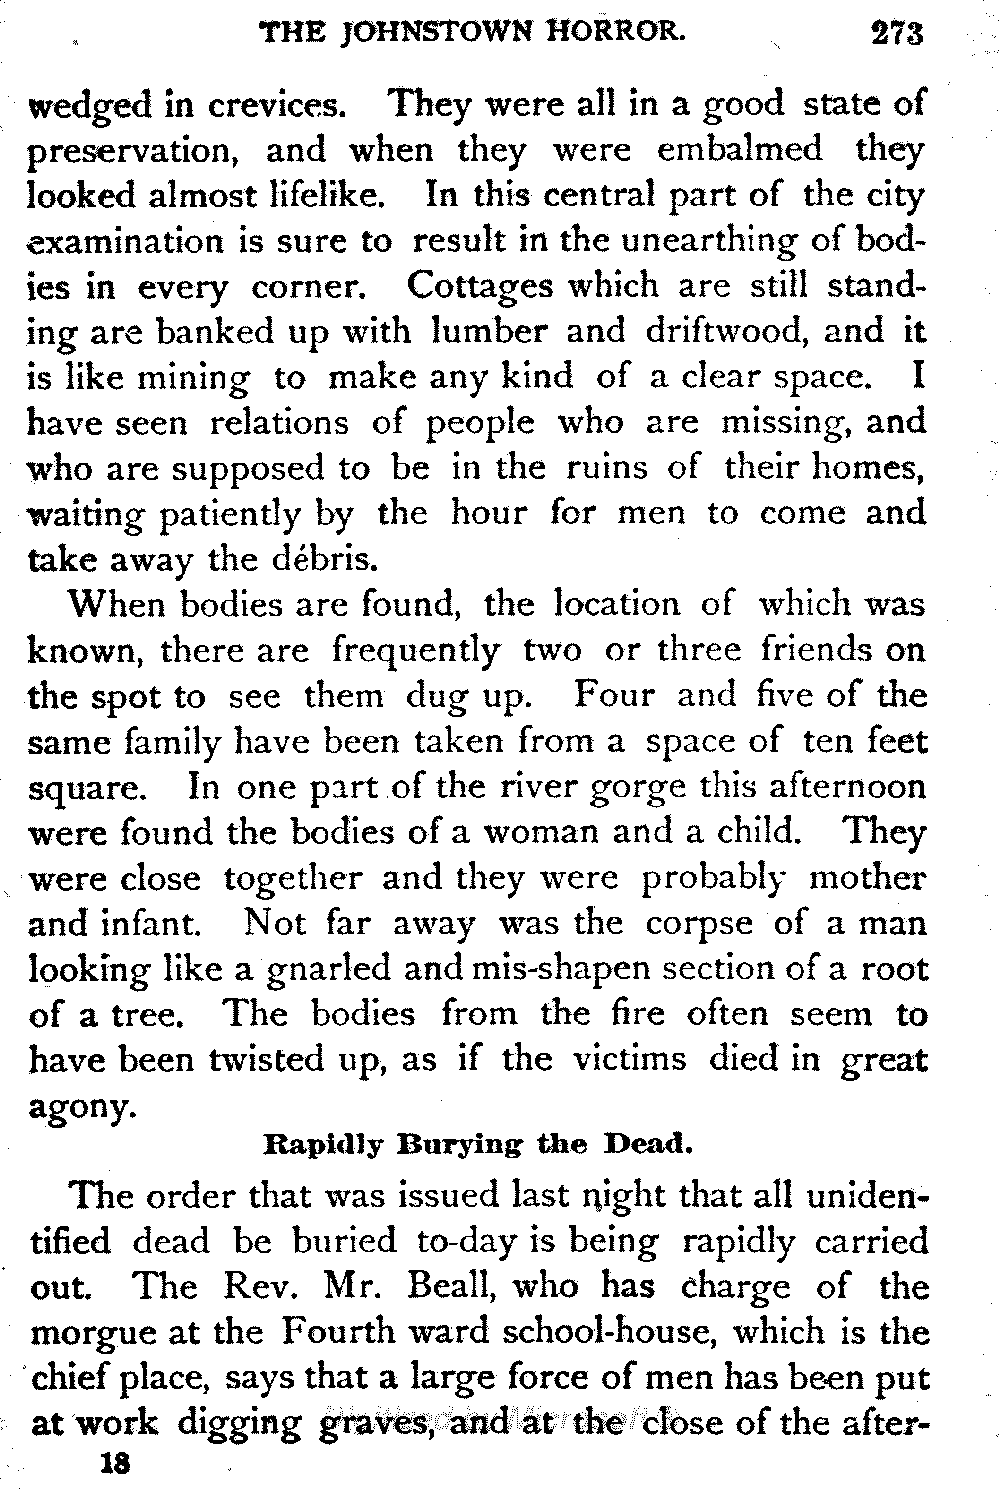 THE JOHNSTOWN HORROR. 273
wedged in crevices. They were all in a good state of
preservation, and when they were embalmed they
looked almost lifelike. In this central part of the city
examination is sure to result in the unearthing of bod-
ies in every corner. Cottages which are still stand-
ing are banked up with lumber and driftwood, and it
is like mining to make any kind of a clear space. I
have seen relations of people who are missing, and
who are supposed to be in the ruins of their homes,
waiting patiently by the hour for men to come and
take away the débris.
When bodies are found, the location of which was
known, there are frequently two or three friends on
the spot to see them dug up. Four and five of the
same family have been taken from a space of ten feet
square. In one part of the river gorge this afternoon
were found the bodies of a woman and a child. They
were close together and they were probably mother
and infant. Not far away was the corpse of a man
looking like a gnarled and mis-shapen section of a root
of a tree. The bodies from the fire often seem to
have been twisted up, as if the victims died in great
agony.
Rapidly Burying the Dead.
The order that was issued last night that all uniden-
tified dead be buried to-day is being rapidly carried
out. The Rev. Mr. Beall, who has charge of the
morgue at the Fourth ward school-house, which is the
chief place, says that a large force of men has been put
at work digging graves, and at the close of the after-
18